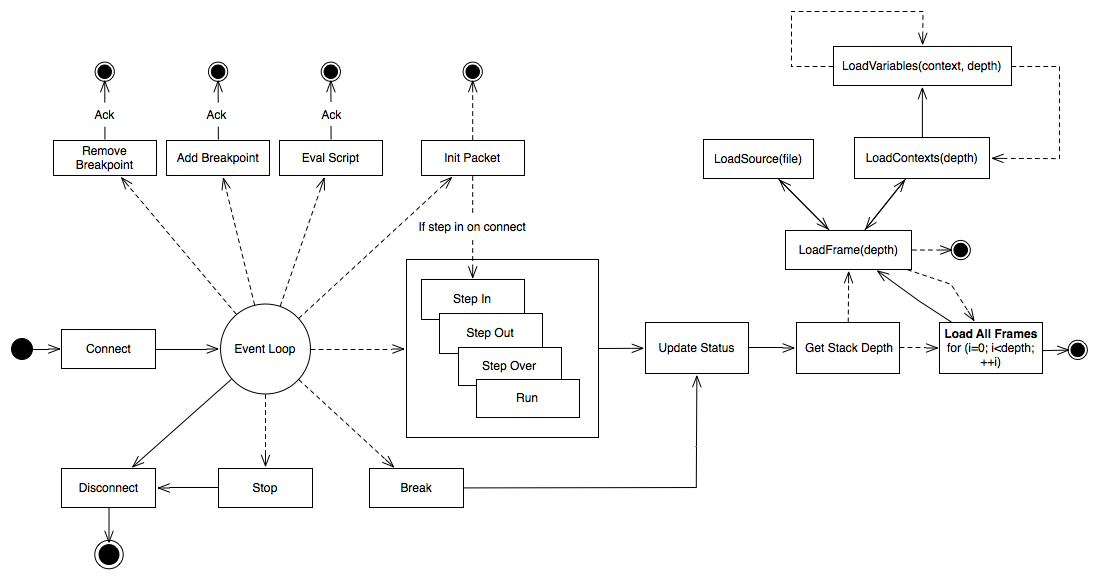 LoadVariables(context, depth)
Ack
Ack
Ack
Remove
Breakpoint
Add Breakpoint
Eval Script
Init Packet
LoadSource(file)
LoadContexts(depth)
If step in on connect
LoadFrame(depth)
Step In
Step Out
Step Over
Run
Connect
Event Loop
Update Status
Get Stack Depth
Load All Frames
for (i=0; i<depth;
++i)
Disconnect
Stop
Break